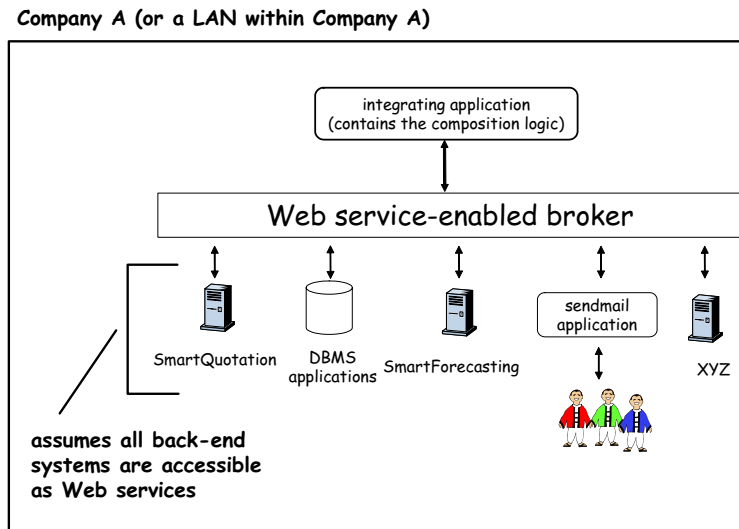 Company A (or a LAN within Company A)
integrating application
(contains the composition logic)
Web service-enabled broker
SmartQuotation
DBMS
applications
SmartForecasting
sendmail
application
XYZ
assumes all back-end
systems are accessible
as Web services